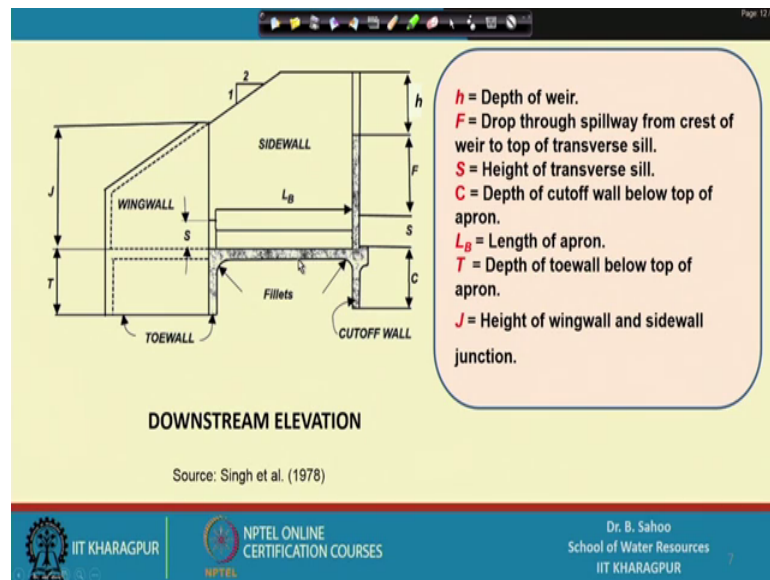 Page: 12
2
1
h
SIDEWALL
F
J
WINGWALL
LB
S
S
T
Fillets
C
TOEWALL
CUTOFF WALL
DOWNSTREAM ELEVATION
Source: Singh et al. (1978)
h = Depth of weir.
F = Drop through spillway from crest of
weir to top of transverse sill.
S = Height of transverse sill.
C = Depth of cutoff wall below top of
apron.
LB = Length of apron.
T = Depth of toewall below top of
apron.
J = Height of wingwall and sidewall
junction.
IIT KHARAGPUR
NPTEL
NPTEL ONLINE
CERTIFICATION COURSES
Dr. B. Sahoo
School of Water Resources
IIT KHARAGPUR
7